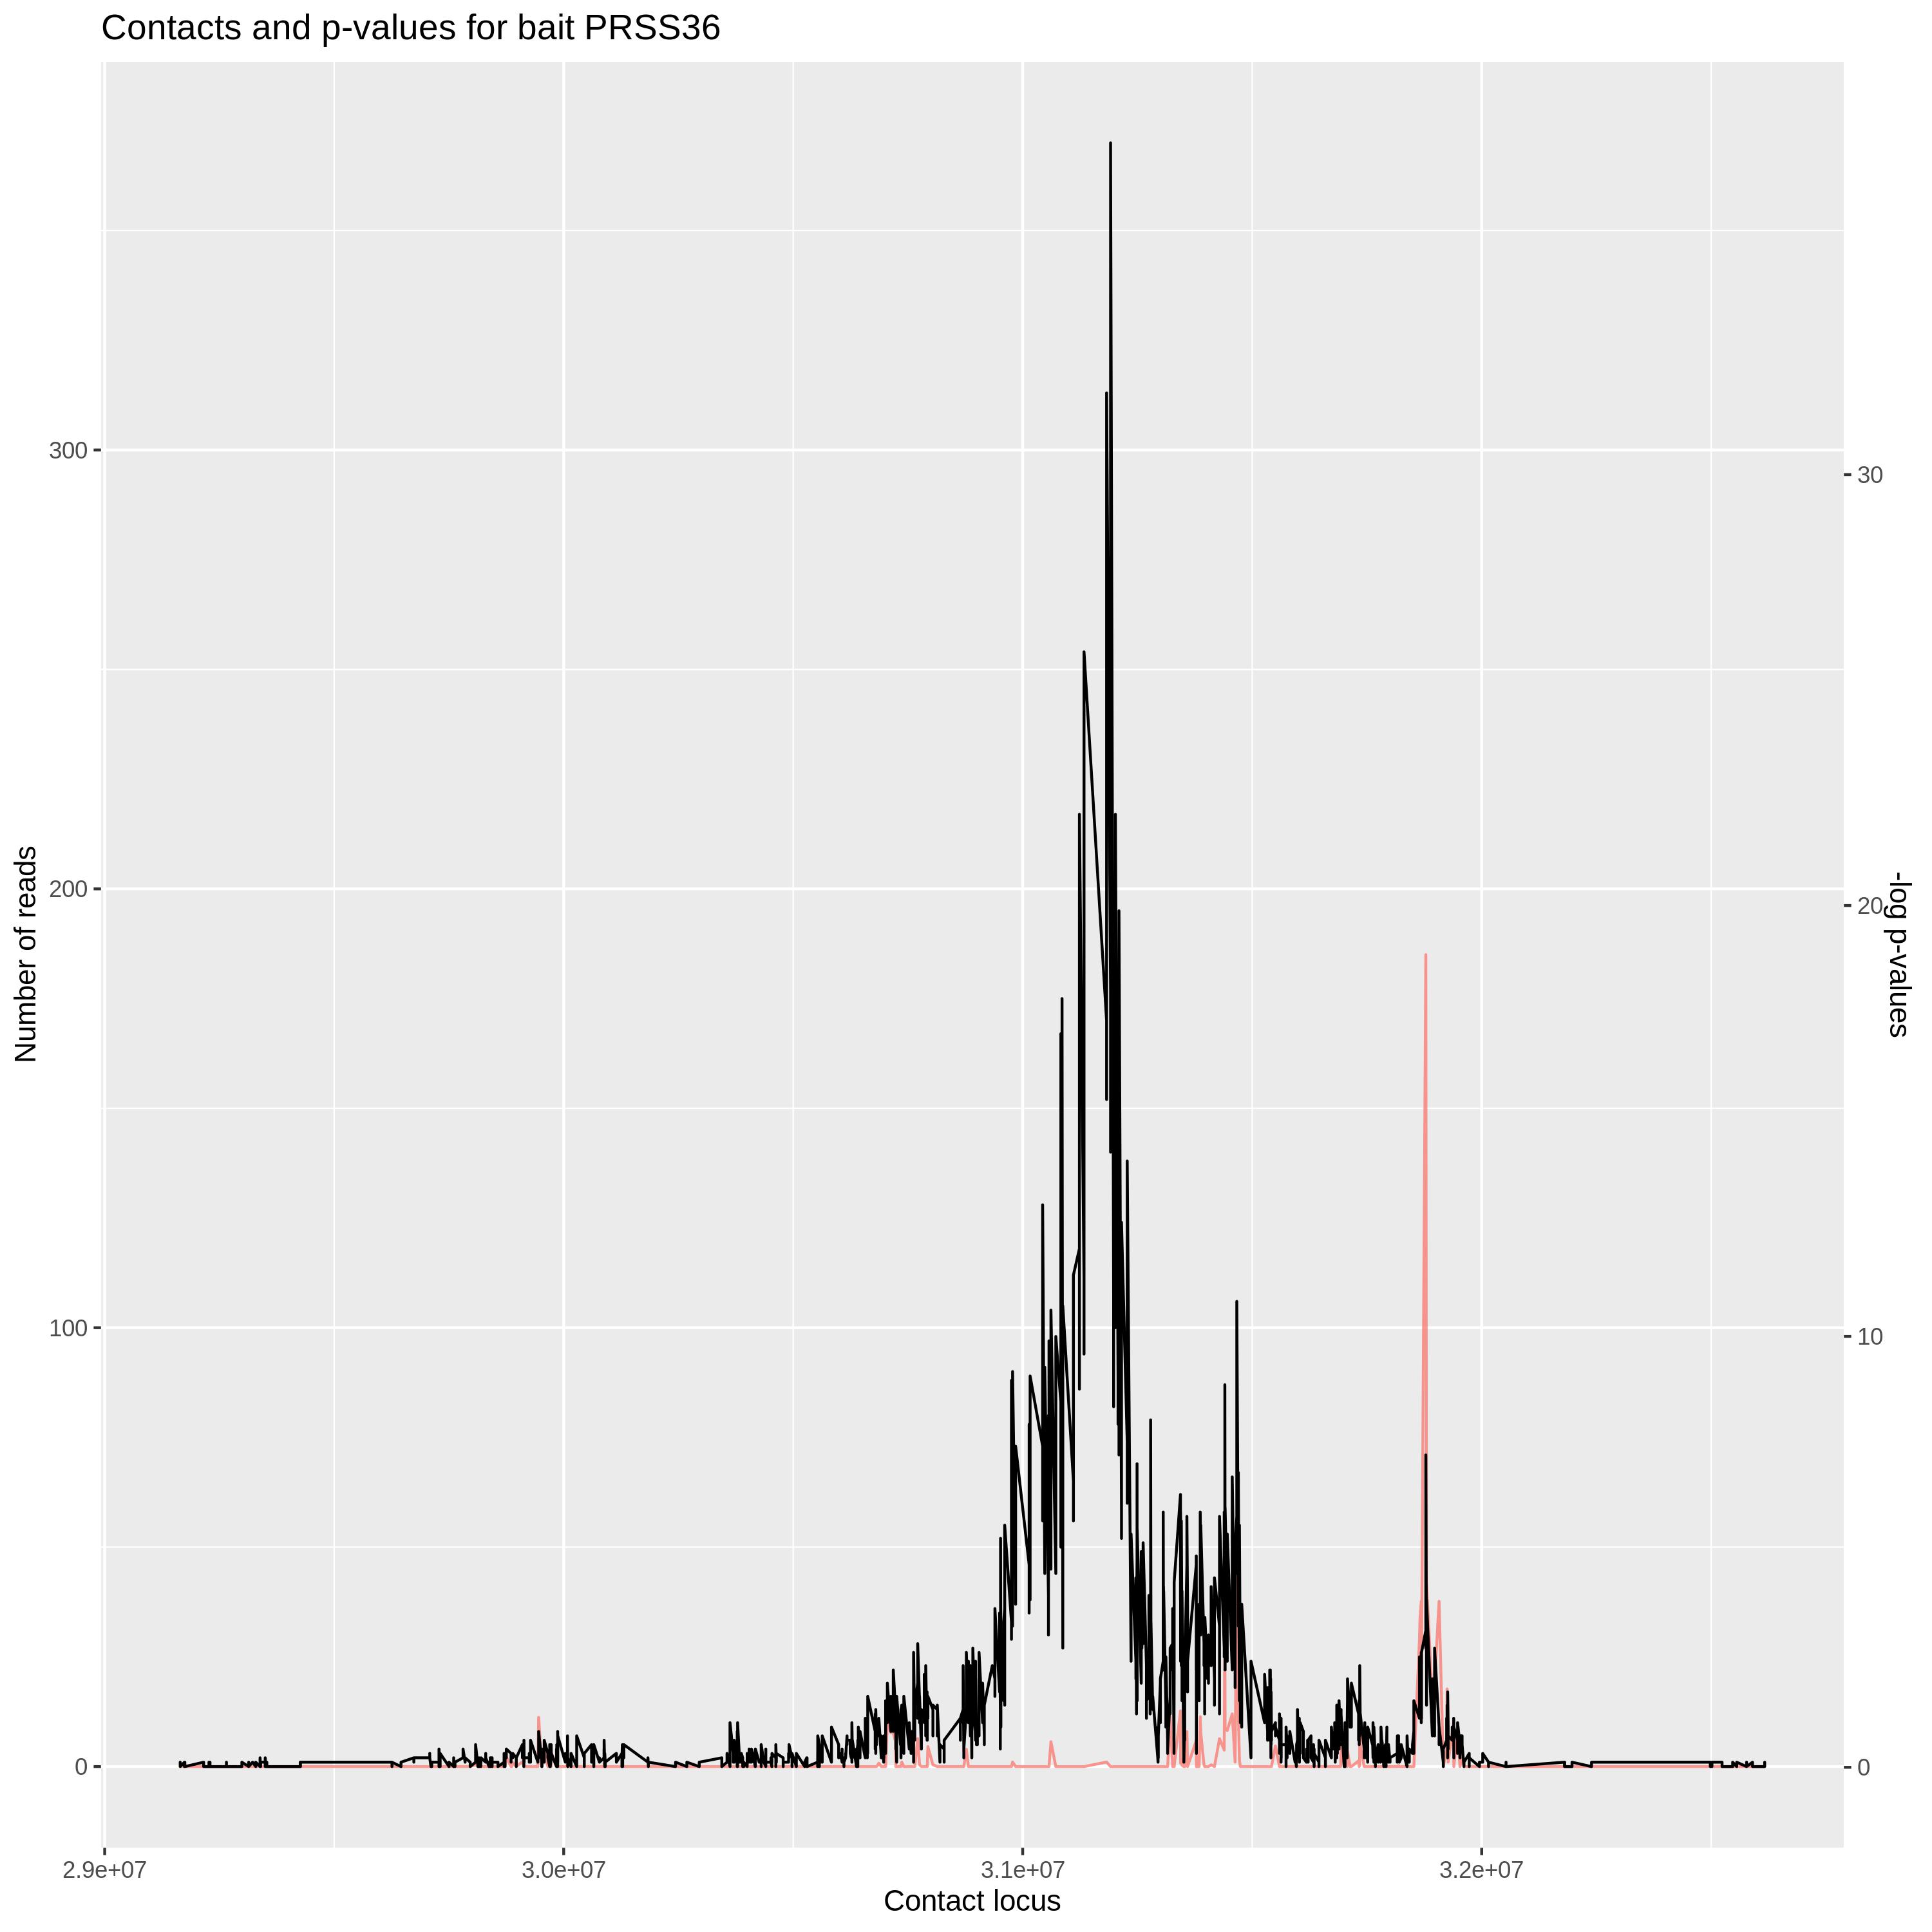 Contacts and p-values for bait PRSS36
300
200
100
0
Number of reads
30
20
10
0
-log p-values
2.9e+07
3.0e+07
3.1e+07
3.2e+07
Contact locus